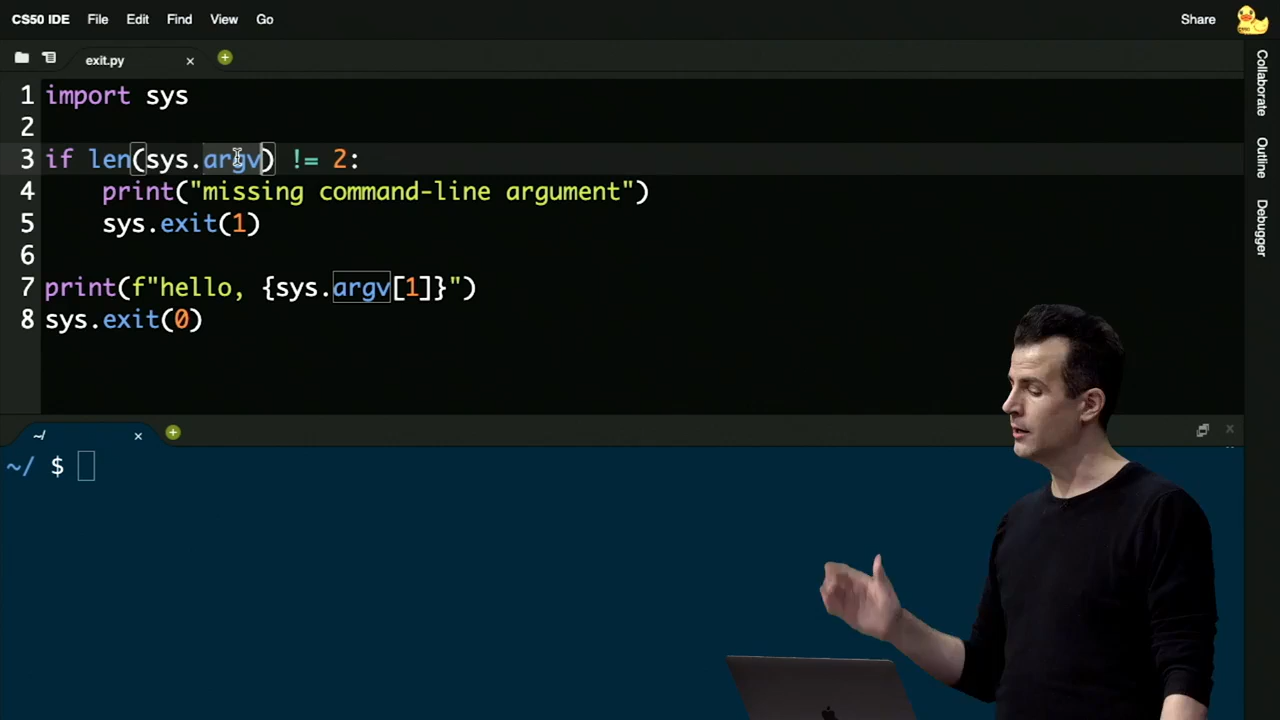 CS50 IDE File Edit Find View Go Share
exit.py
1 import sys
2
3 if len(sys.argv) != 2:
4 print("missing command-line argument")
5 sys.exit(1)
6
7 print(f"hello, {sys.argv[1]}")
8 sys.exit(0)
Collaborate
Outline
Debugger
~/
~/ $